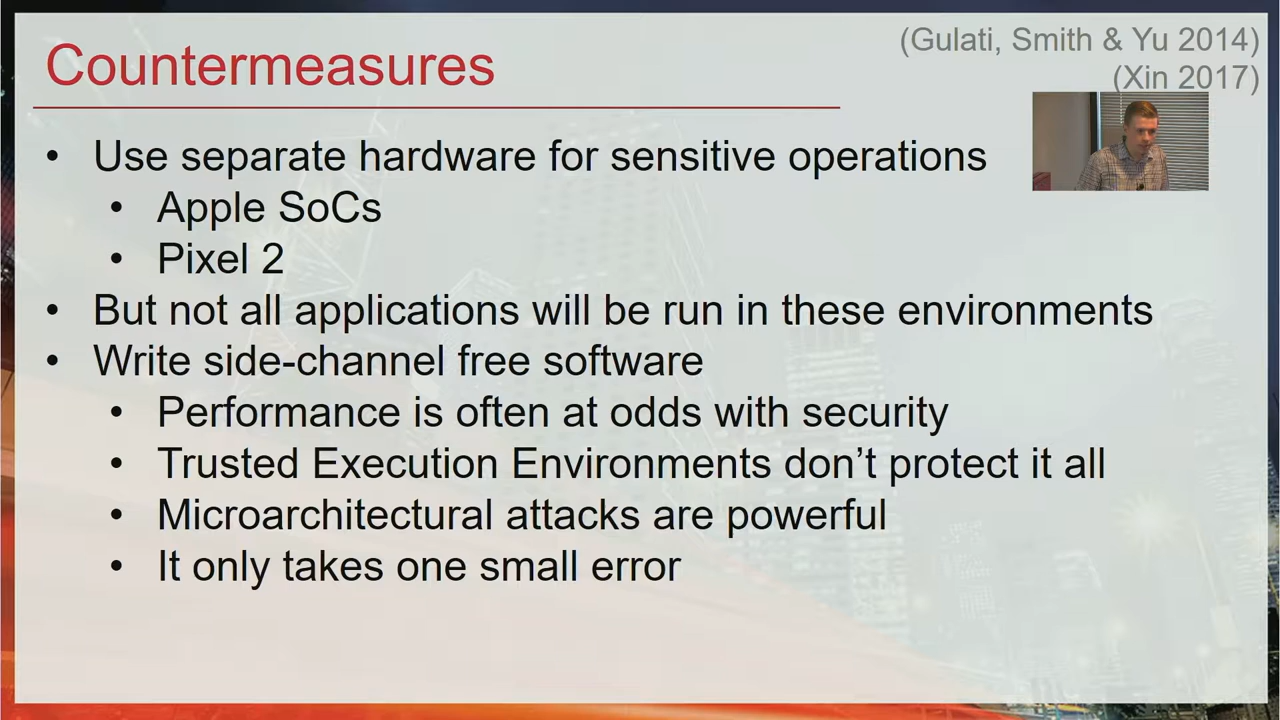 Countermeasures
(Gulati, Smith & Yu 2014)
(Xin 2017)
• Use separate hardware for sensitive operations
• Apple SoCs
• Pixel 2
• But not all applications will be run in these environments
• Write side-channel free software
• Performance is often at odds with security
• Trusted Execution Environments don’t protect it all
• Microarchitectural attacks are powerful
• It only takes one small error